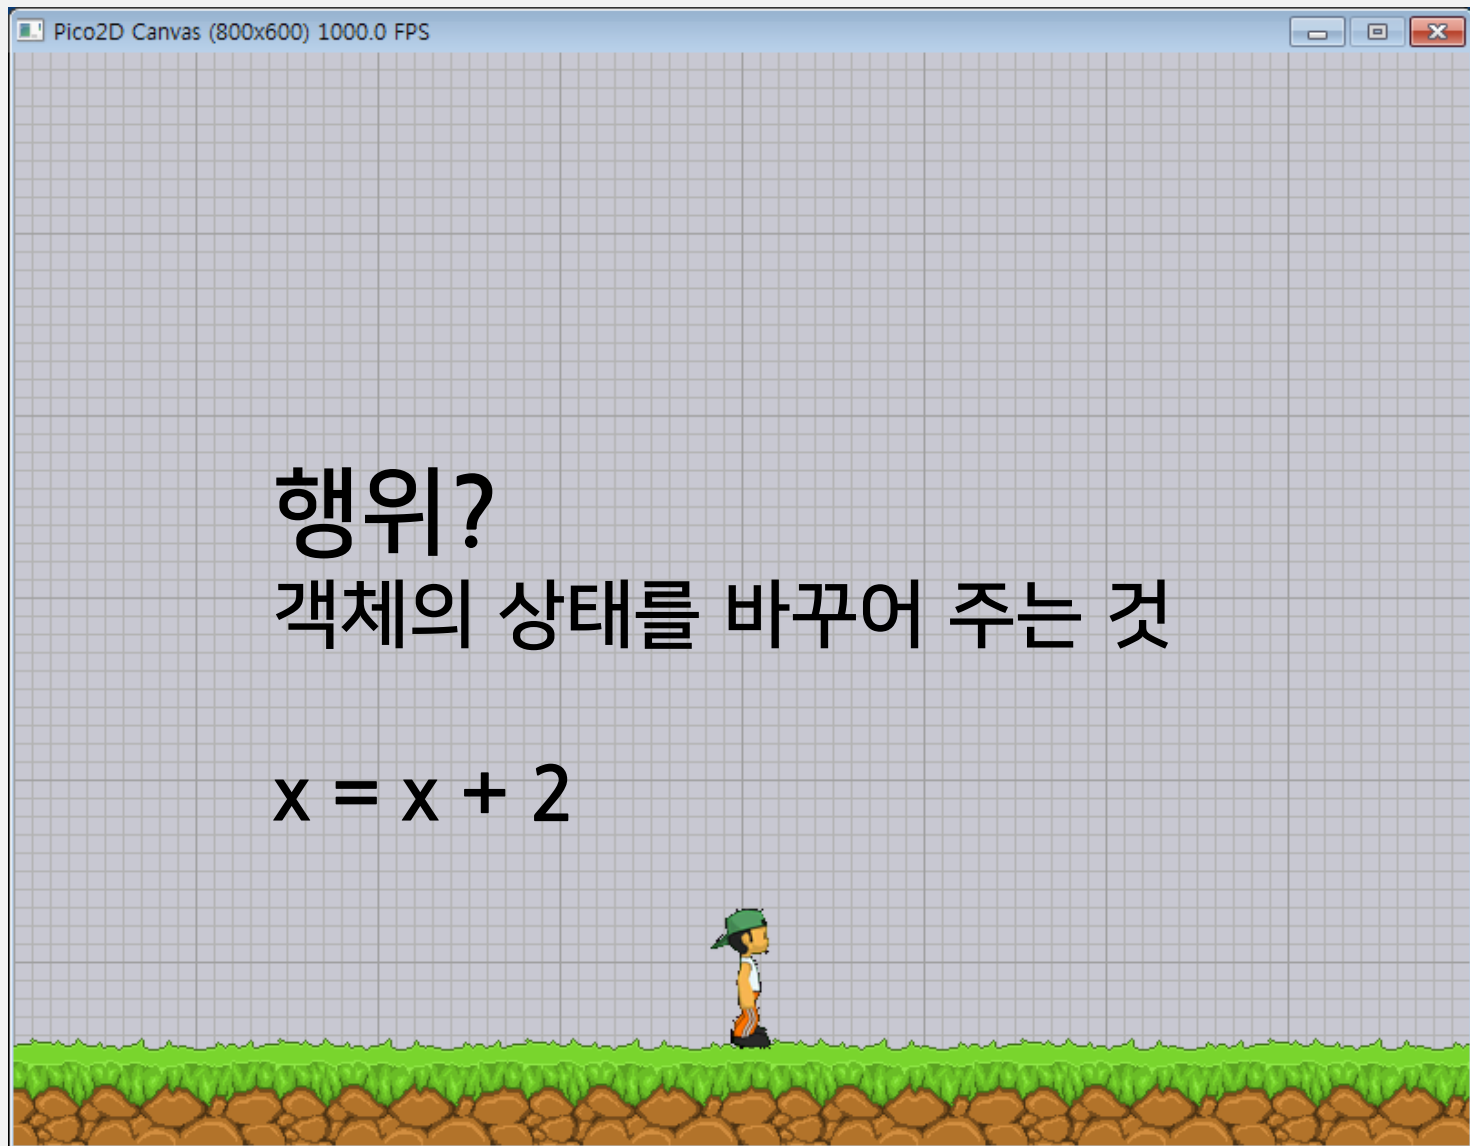 Pico2D Canvas (800x600) 1000.0 FPS
행위?
객체의 상태를 바꾸어 주는 것
x = x + 2